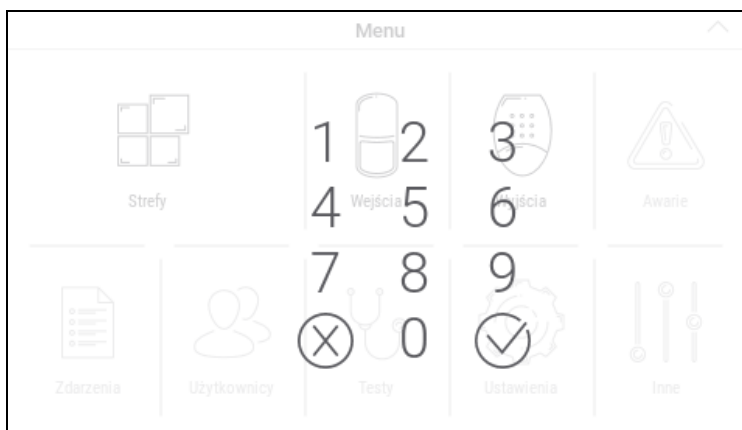 Menu
1 2 3
Strefy Wejścia Wyjścia Awarie
4 5 6
7 8 9
0
Zdarzenia Użytkownicy Testy Ustawienia Inne